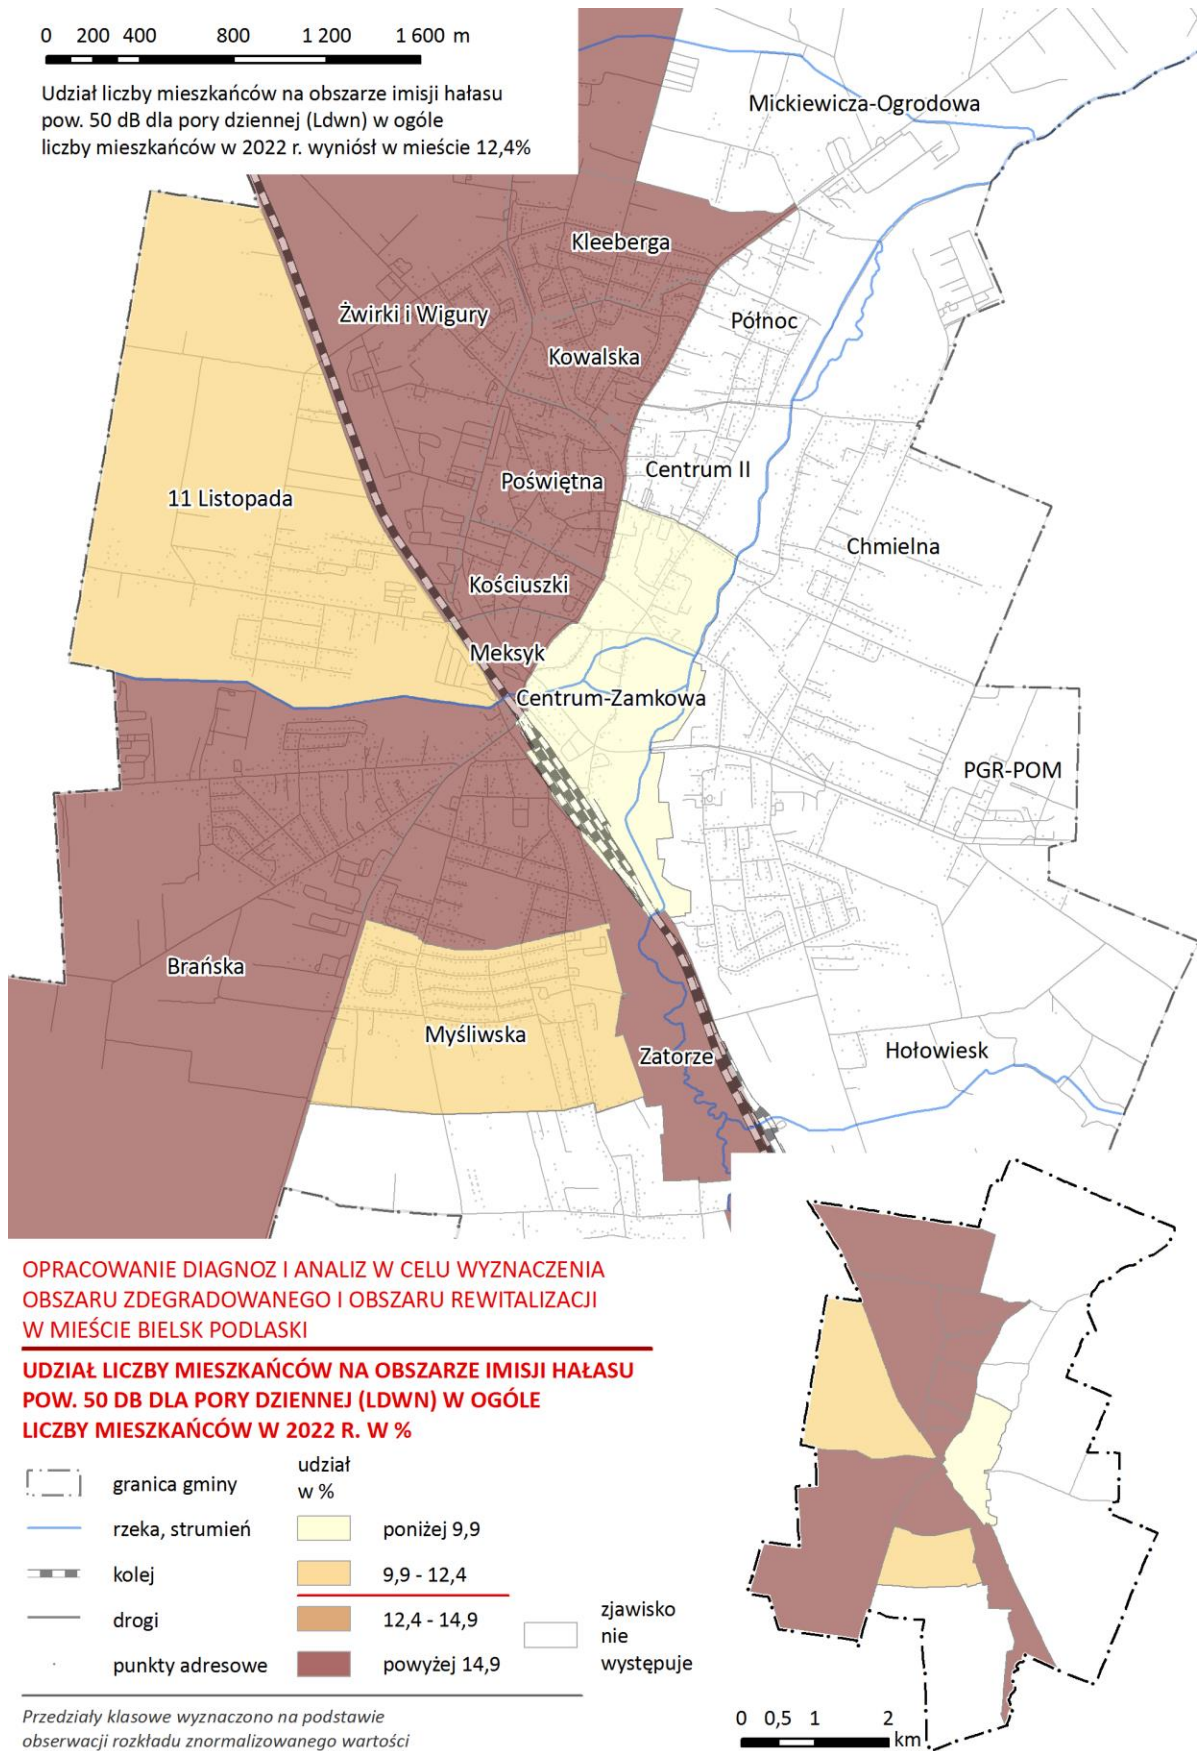 0 200 400 800 1 200 1 600 m
Udział liczby mieszkańców na obszarze imisji hałasu
pow. 50 dB dla pory dziennej (Ldwn) w ogóle
liczby mieszkańców w 2022 r. wyniósł w mieście 12,4%
Mickiewicza-Ogrodowa
Kleeberga
Żwirki i Wigury
Północ
Kowalska
Centrum II
Poświętna
11 Listopada
Chmielna
Kościuszki
Meksyk
Centrum-Zamkowa
PGR-POM
Brańska
Myśliwska
Zatorze
Hołowiesk
OPRACOWANIE DIAGNOZ I ANALIZ W CELU WYZNACZENIA
OBSZARU ZDEGRADOWANEGO I OBSZARU REWITALIZACJI
W MIEŚCIE BIELSK PODLASKI
UDZIAŁ LICZBY MIESZKAŃCÓW NA OBSZARZE IMISJI HAŁASU
POW. 50 DB DLA PORY DZIENNEJ (LDWN) W OGÓLE
LICZBY MIESZKAŃCÓW W 2022 R. W %
granica gminy
rzeka, strumień
kolej
drogi
punkty adresowe
udział
w %
poniżej 9,9
9,9 - 12,4
12,4 - 14,9
powyżej 14,9
zjawisko
nie
występuje
Przedziały klasowe wyznaczono na podstawie
obserwacji rozkładu znormalizowanego wartości
0 0,5 1 2
km